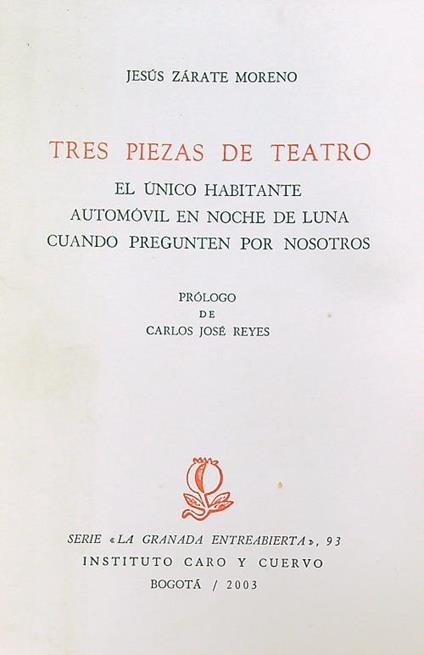 JESÚS ZÁRATE MORENO
TRES PIEZAS DE TEATRO
EL ÚNICO HABITANTE
AUTOMÓVIL EN NOCHE DE LUNA
CUANDO PREGUNTEN POR NOSOTROS
PRÓLOGO
DE
CARLOS JOSÉ REYES
SERIE «LA GRANADA ENTREABIERTA», 93
INSTITUTO CARO Y CUERVO
BOGOTÁ / 2003